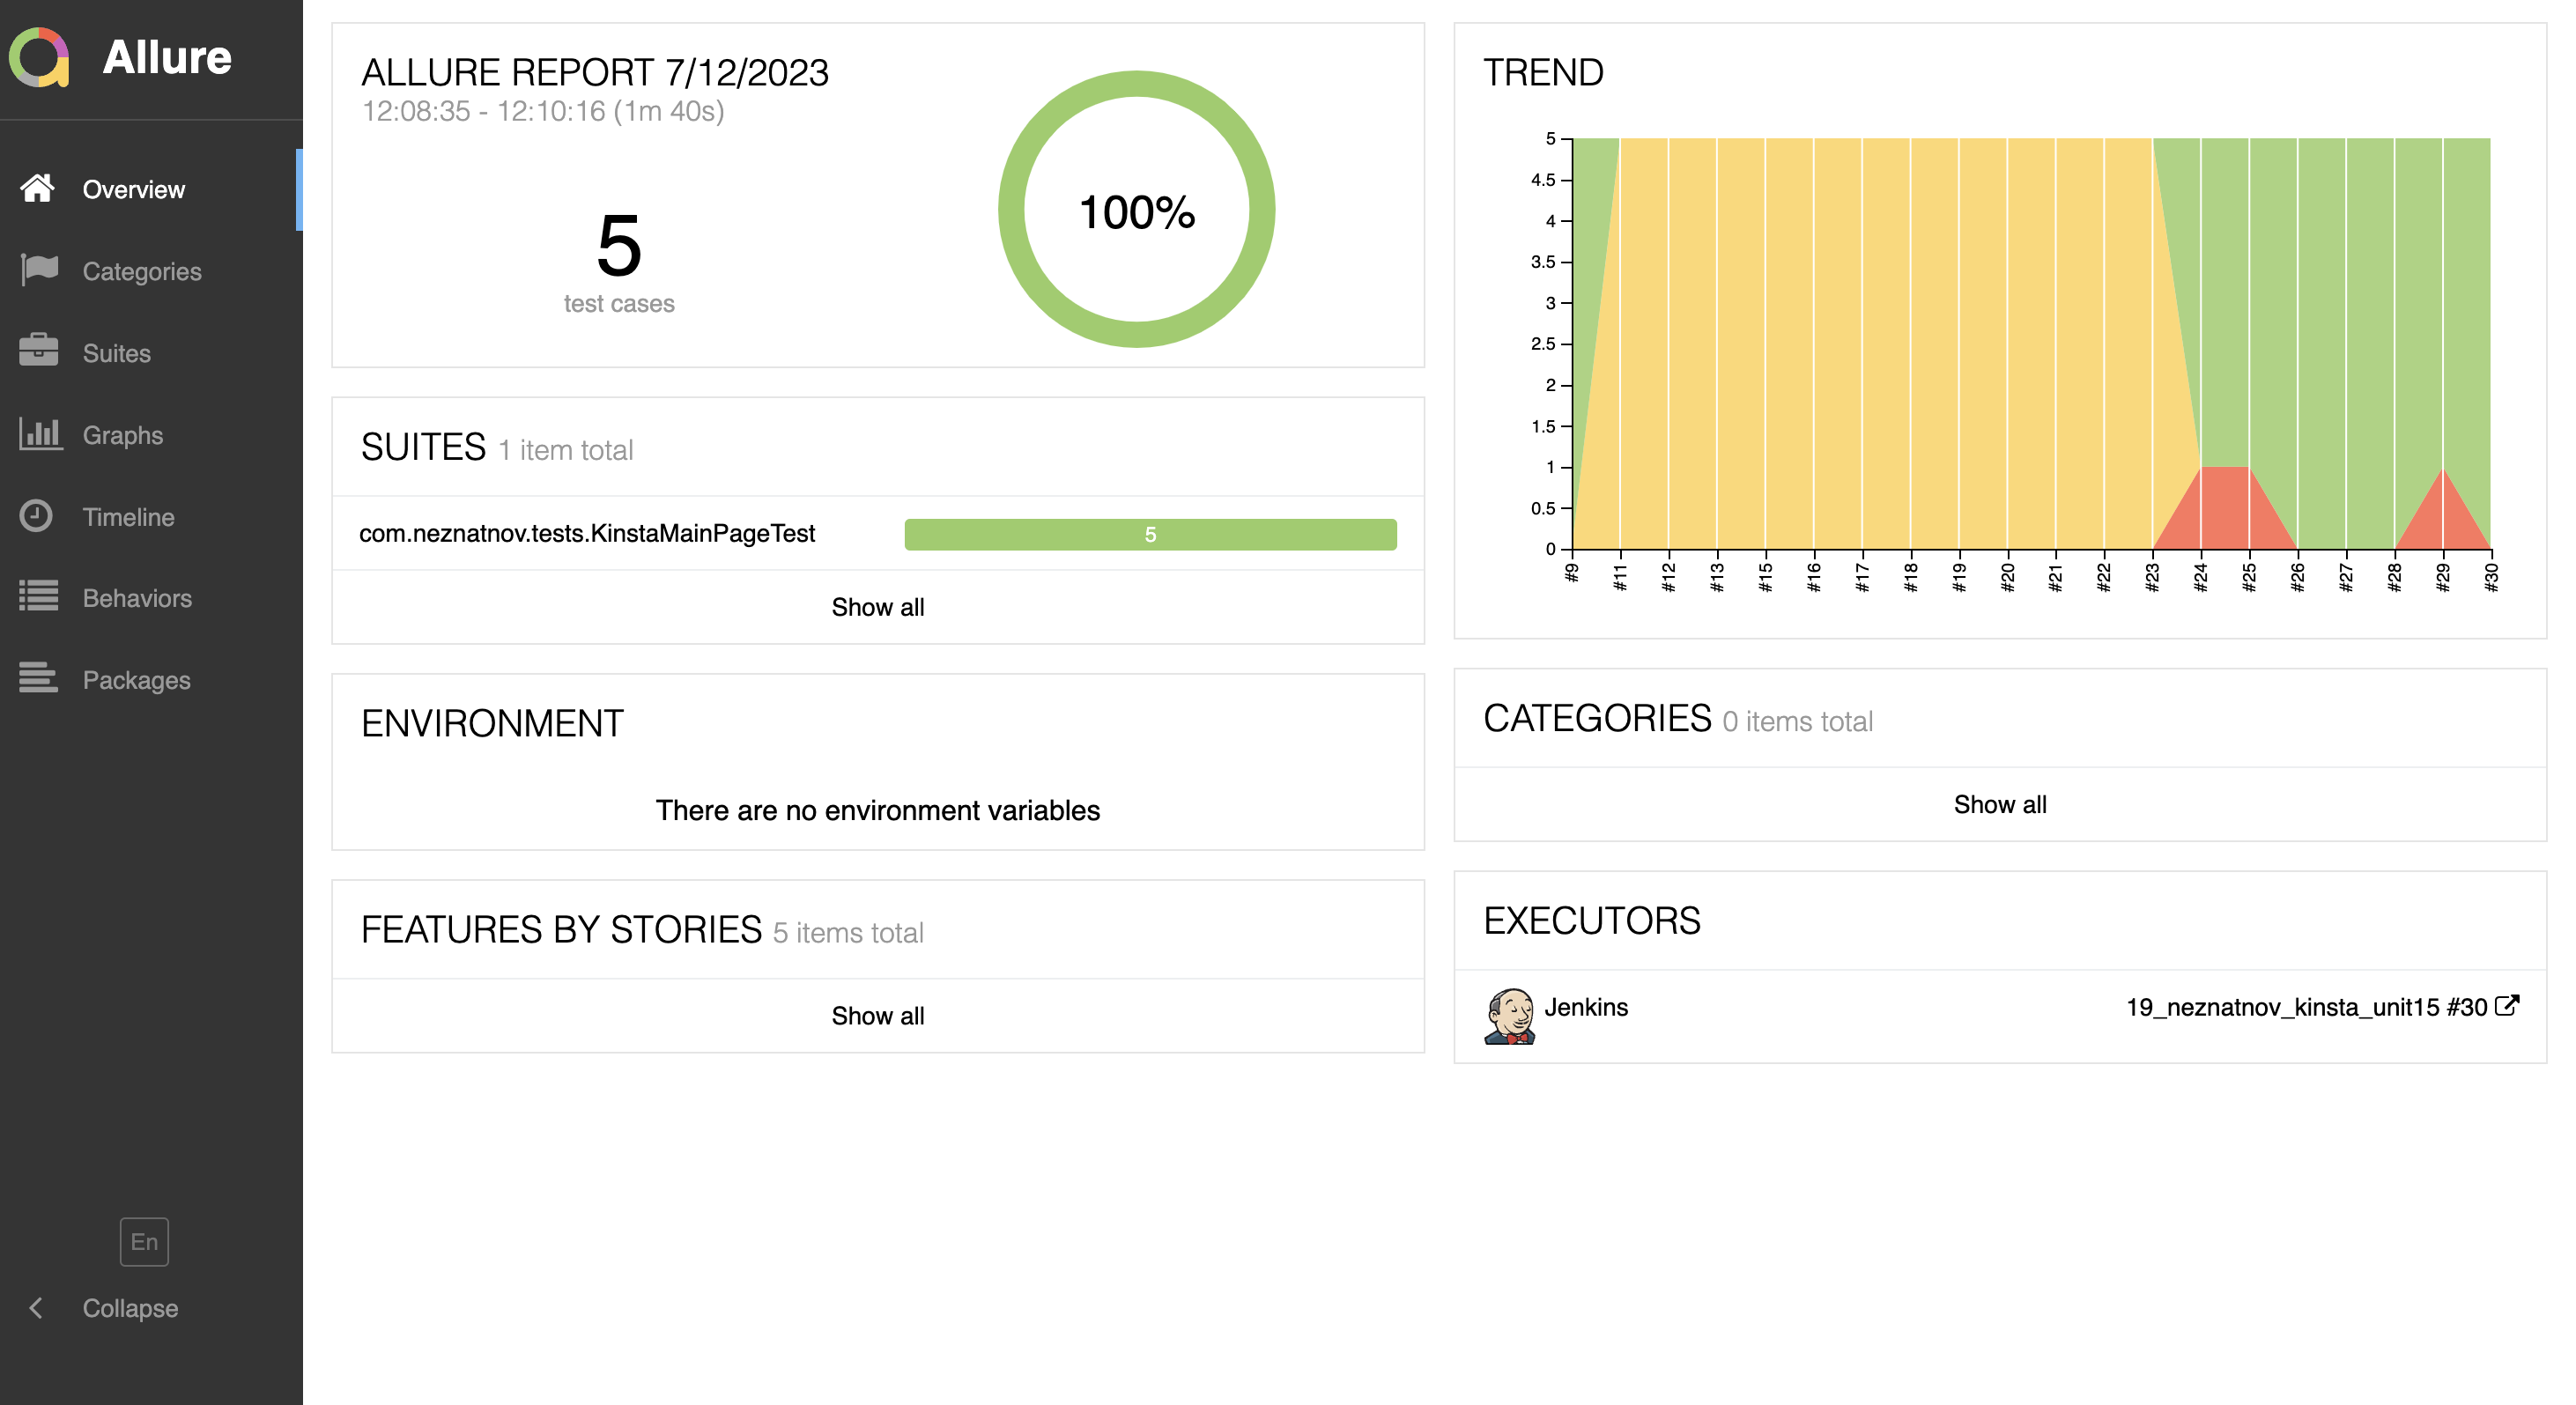 Allure
Overview
Categories
Suites
Graphs
Timeline
Behaviors
Packages
En
Collapse
ALLURE REPORT 7/12/2023
12:08:35 - 12:10:16 (1m 40s)
5
test cases
100%
SUITES 1 item total
com.neznatnov.tests.KinstaMainPageTest 5
Show all
ENVIRONMENT
There are no environment variables
FEATURES BY STORIES 5 items total
Show all
TREND
5
4.5
4
3.5
3
2.5
2
1.5
1
0.5
0
#9 #11 #12 #13 #15 #16 #17 #18 #19 #20 #21 #22 #23 #24 #25 #26 #27 #28 #29 #30
CATEGORIES 0 items total
Show all
EXECUTORS
Jenkins 19_neznatnov_kinsta_unit15 #30